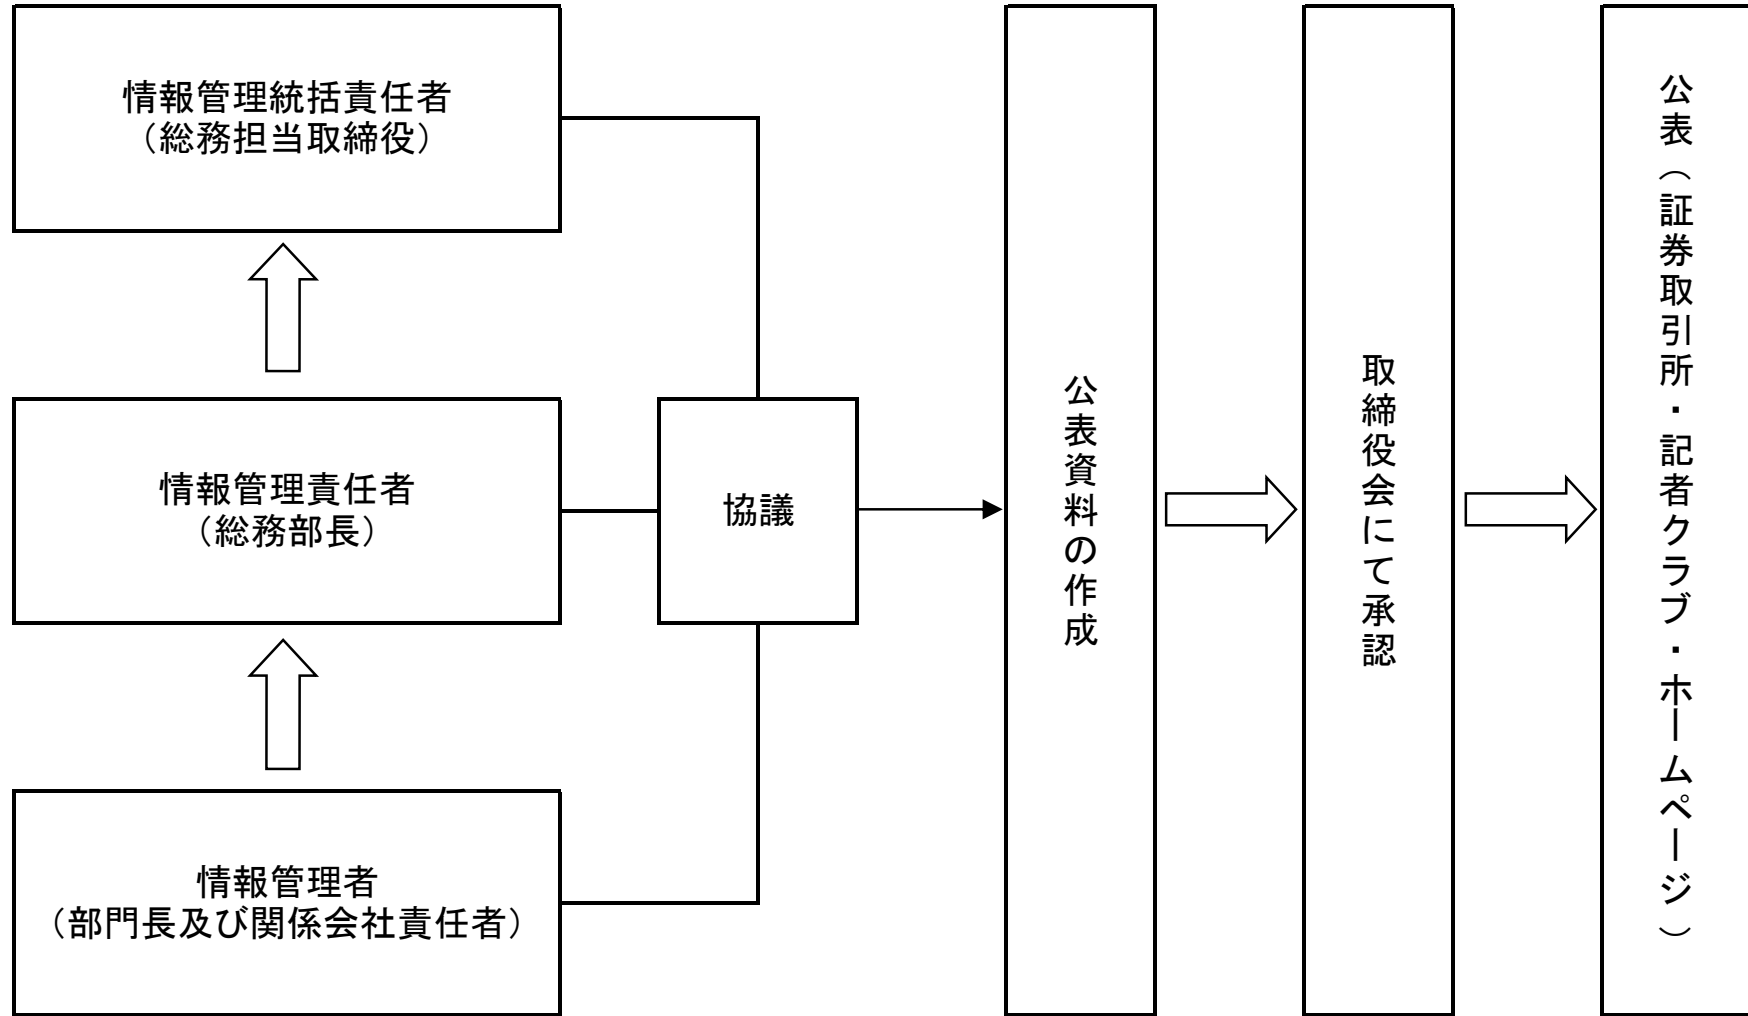 情報管理統括責任者
（総務担当取締役）
情報管理責任者
（総務部長）
情報管理者
（部門長及び関係会社責任者）
協議
公表資料の作成
取締役会にて承認
公表（証券取引所・記者クラブ・ホームページ）